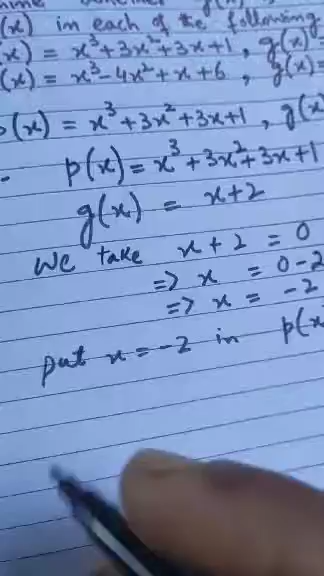 (x) in each of the following
(x) = x³+3x²+3x+1, g(x) =
(x) = x³-4x²+x+6, g(x) =
p(x) = x³+3x²+3x+1, g(x)
p(x) = x³+3x²+3x+1
g(x) = x+2
We take x+2 = 0
=> x = 0-2
=> x = -2
put x = -2 in p(x